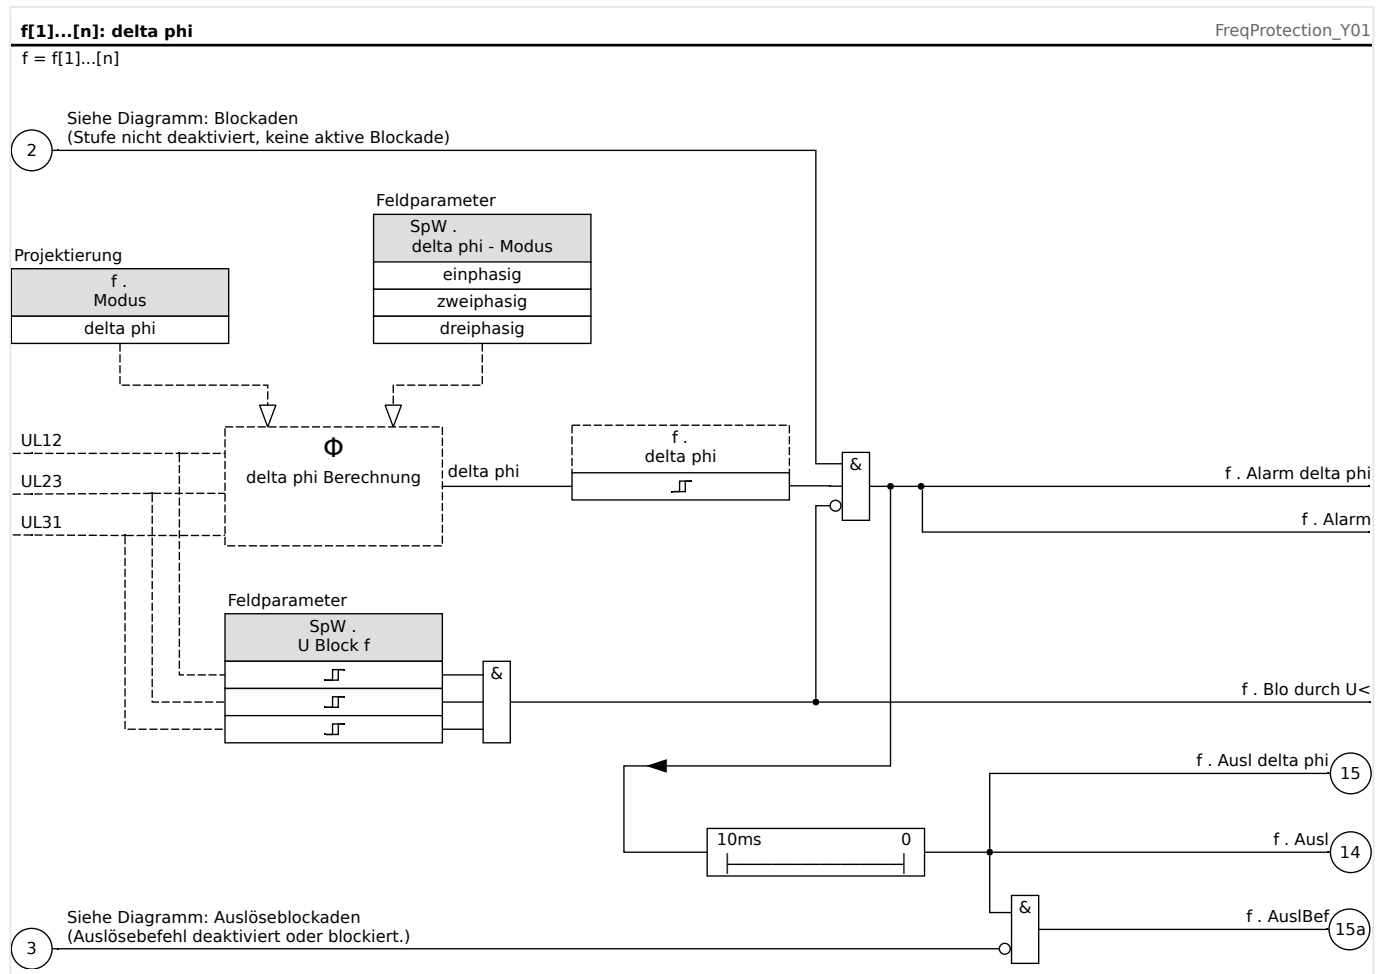 f[1]...[n]: delta phi
FreqProtection_Y01
f = f[1]...[n]
Siehe Diagramm: Blockaden
(Stufe nicht deaktiviert, keine aktive Blockade)
2
Feldparameter
SpW .
delta phi - Modus
einphasig
zweiphasig
dreiphasig
Projektierung
f .
Modus
delta phi
UL12
UL23
UL31
Φ
delta phi Berechnung
delta phi
f .
delta phi
&
f . Alarm delta phi
f . Alarm
Feldparameter
SpW .
U Block f
&
f . Blo durch U<
f . Ausl delta phi
15
10ms 0
f . Ausl
14
Siehe Diagramm: Auslöseblockaden
(Auslösebefehl deaktiviert oder blockiert.)
3
&
f . AuslBef
15a